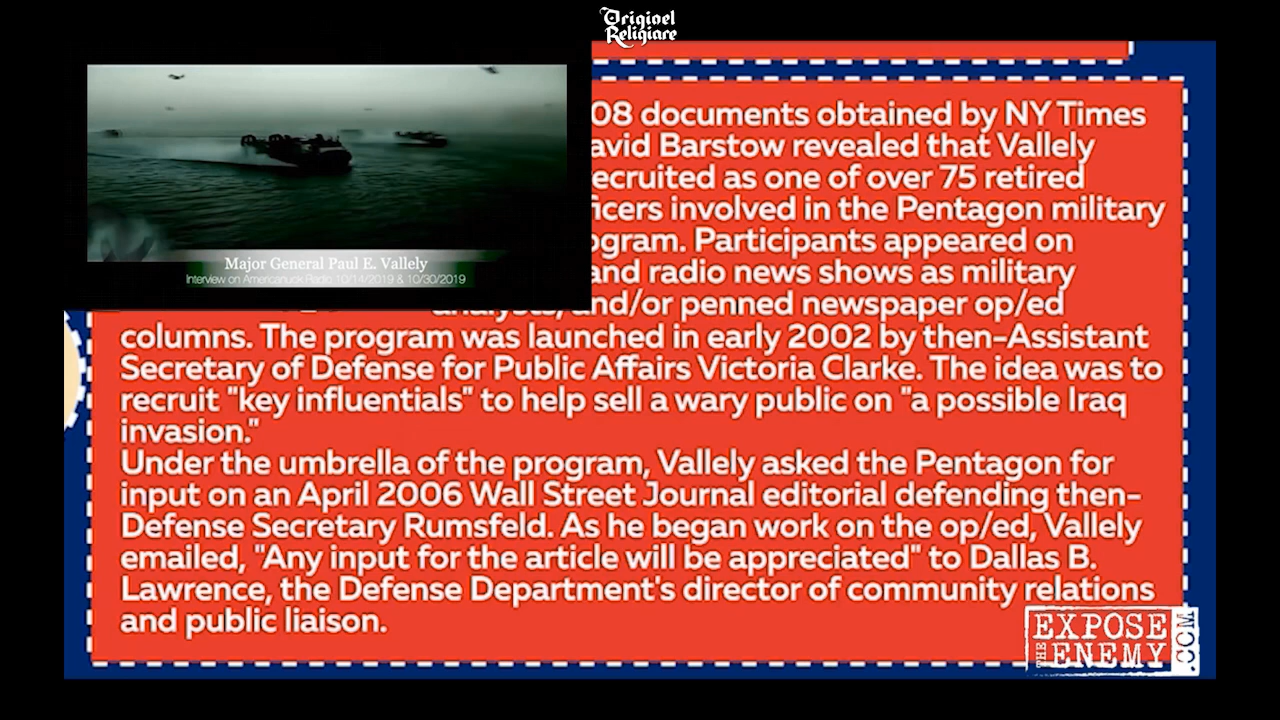 Originel
Religiare
08 documents obtained by NY Times
avid Barstow revealed that Vallely
ecruited as one of over 75 retired
ficers involved in the Pentagon military
ogram. Participants appeared on
and radio news shows as military
analysts, and/or penned newspaper op/ed
Major General Paul E. Vallely
Interview on Americanuck Radio 10/14/2019 & 10/30/2019
columns. The program was launched in early 2002 by then-Assistant
Secretary of Defense for Public Affairs Victoria Clarke. The idea was to
recruit "key influentials" to help sell a wary public on "a possible Iraq
invasion."
Under the umbrella of the program, Vallely asked the Pentagon for
input on an April 2006 Wall Street Journal editorial defending then-
Defense Secretary Rumsfeld. As he began work on the op/ed, Vallely
emailed, "Any input for the article will be appreciated" to Dallas B.
Lawrence, the Defense Department's director of community relations
and public liaison.
EXPOSE
THE ENEMY .COM